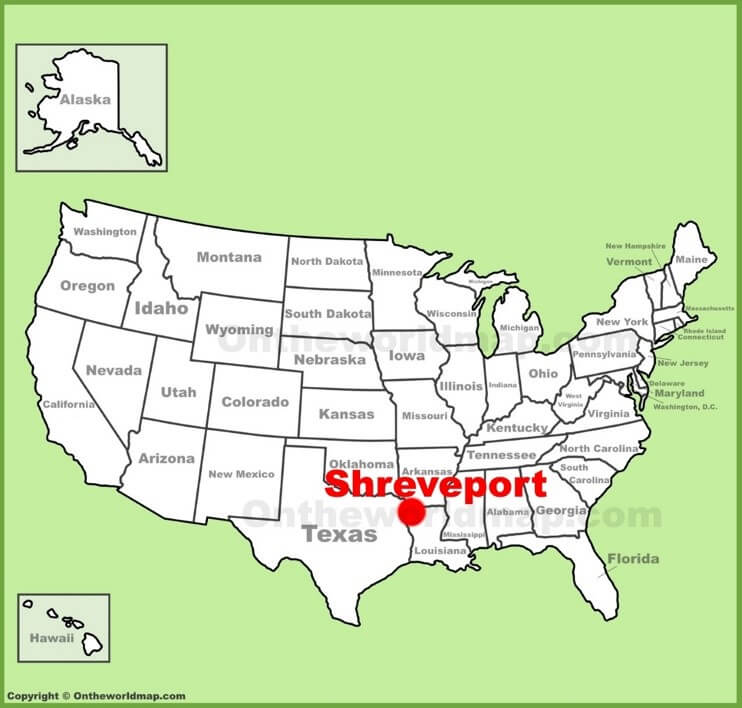 Alaska
Washington
Montana
North Dakota
Minnesota
Michigan
New Hampshire
Vermont
Maine
Oregon
Idaho
Wyoming
South Dakota
Wisconsin
Michigan
New York
Massachusetts
Rhode Island
Connecticut
Ontheworldmap.com
Nevada
Utah
Colorado
Nebraska
Iowa
Illinois
Indiana
Ohio
Pennsylvania
New Jersey
Delaware
Maryland
Washington, D.C.
California
Kansas
Missouri
West
Virginia
Virginia
Kentucky
Arizona
New Mexico
Oklahoma
Arkansas
Tennessee
North Carolina
South
Carolina
Shreveport
Ontheworldmap.com
Texas
Louisiana
Mississippi
Alabama
Georgia
Florida
Hawaii
Copyright © Ontheworldmap.com